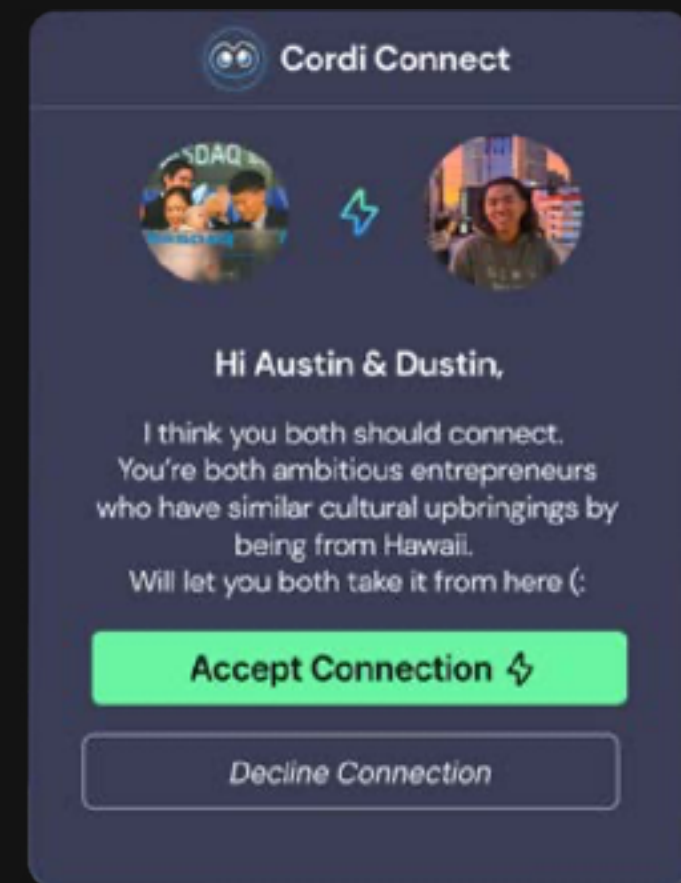 Cordi Connect
SDAQ
Hi Austin & Dustin,
I think you both should connect.
You're both ambitious entrepreneurs
who have similar cultural upbringings by
being from Hawaii.
Will let you both take it from here (:
Accept Connection
Decline Connection